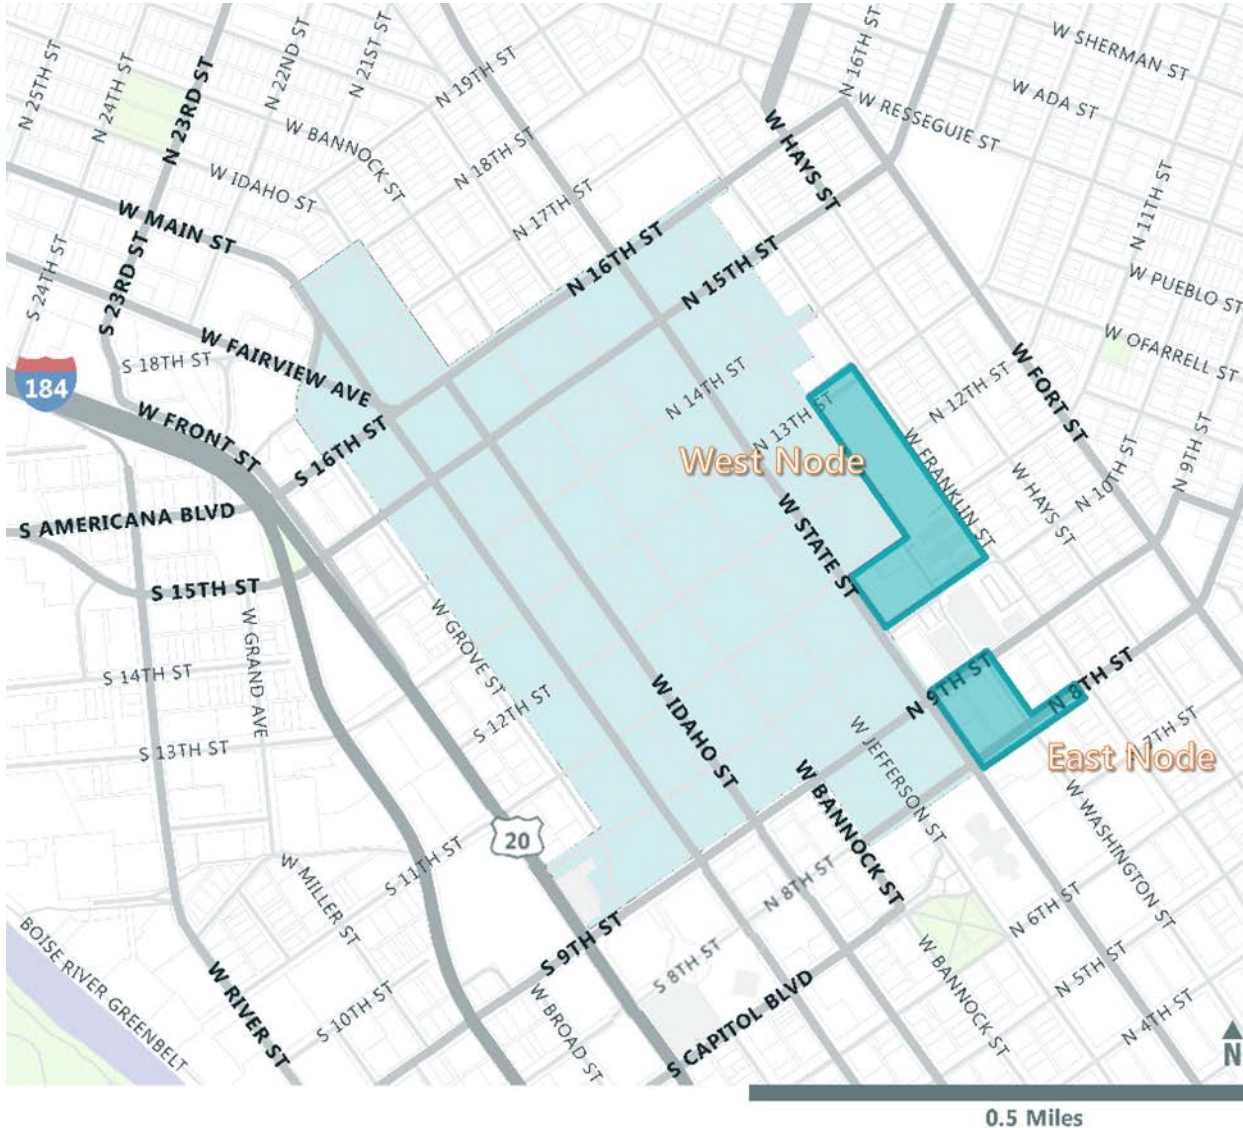 W SHERMAN ST
N 16TH ST
N 22ND ST
N 21ST ST
N 25TH ST
N 24TH ST
N 23RD ST
N 19TH ST
W ADA ST
W RESSEGUIE ST
W BANNOCK ST
W HAYS ST
N 18TH ST
W IDAHO ST
N 17TH ST
N 11TH ST
W MAIN ST
N 16TH ST
N 15TH ST
S 24TH ST
S 23RD ST
W PUEBLO ST
W FAIRVIEW AVE
S 18TH ST
W OFARRELL ST
W FORT ST
184
W FRONT ST
N 14TH ST
N 12TH ST
N 13TH ST
N 9TH ST
S 16TH ST
West Node
W FRANKLIN ST
N 10TH ST
W HAYS ST
S AMERICANA BLVD
W STATE ST
S 15TH ST
W GROVE ST
W GRAND AVE
S 14TH ST
N 9TH ST
N 8TH ST
S 12TH ST
W IDAHO ST
W JEFFERSON ST
S 13TH ST
7TH ST
East Node
W BANNOCK ST
W WASHINGTON ST
20
S 11TH ST
W MILLER ST
N 8TH ST
N 6TH ST
BOISE RIVER GREENBELT
S 9TH ST
S 8TH ST
W BANNOCK ST
N 5TH ST
W RIVER ST
S 10TH ST
W BROAD ST
S CAPITOL BLVD
N 4TH ST
N
0.5 Miles